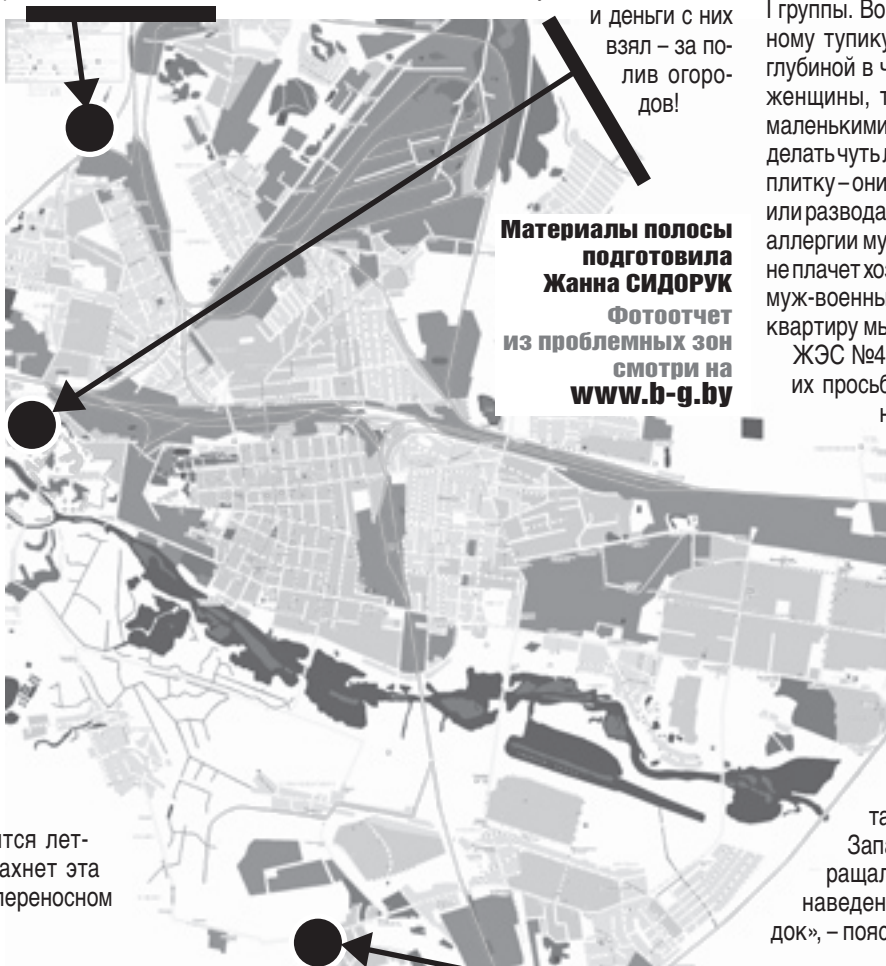 и деньги с них
взял – за по-
лив огоро-
дов!
Материалы полосы
подготовила
Жанна СИДОРУК
Фотоотчет
из проблемных зон
смотри на
www.b-g.by
I группы. Во
ному тупику
глубиной в ч
женщины, т
маленькими
делать чуть л
плитку – они
или развода
аллергии му
не плачет хоз
муж-военны
квартиру мы
ЖЭС №4
их просьб
н
ится лет-
ахнет эта
переносном
та
Запа
ращал
наведен
док», – пояс